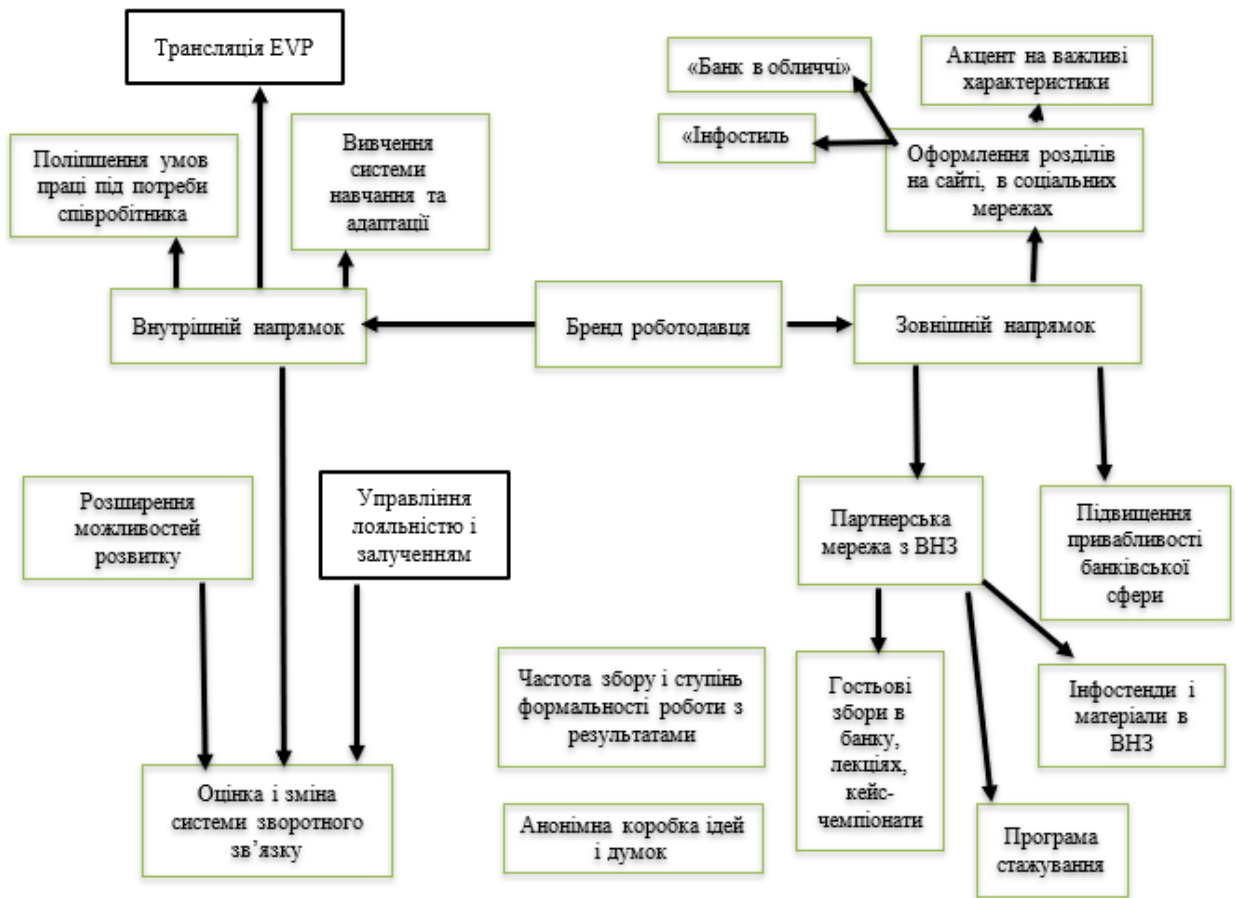 Трансляція EVP
«Банк в обличчі»
Акцент на важливі
характеристики
«Інфостиль
Поліпшення умов
праці під потреби
співробітника
Вивчення
системи
навчання та
адаптації
Оформлення розділів
на сайті, в соціальних
мережах
Внутрішній напрямок
Бренд роботодавця
Зовнішній напрямок
Розширення
можливостей
розвитку
Управління
лояльністю і
залученням
Партнерська
мережа з ВНЗ
Підвищення
привабливості
банківської
сфери
Частота збору і ступінь
формальності роботи з
результатами
Гостьові
збори в
банку,
лекціях,
кейс-
чемпіонати
Інфостенди і
матеріали в
ВНЗ
Оцінка і зміна
системи зворотного
зв’язку
Анонімна коробка ідей
і думок
Програма
стажування